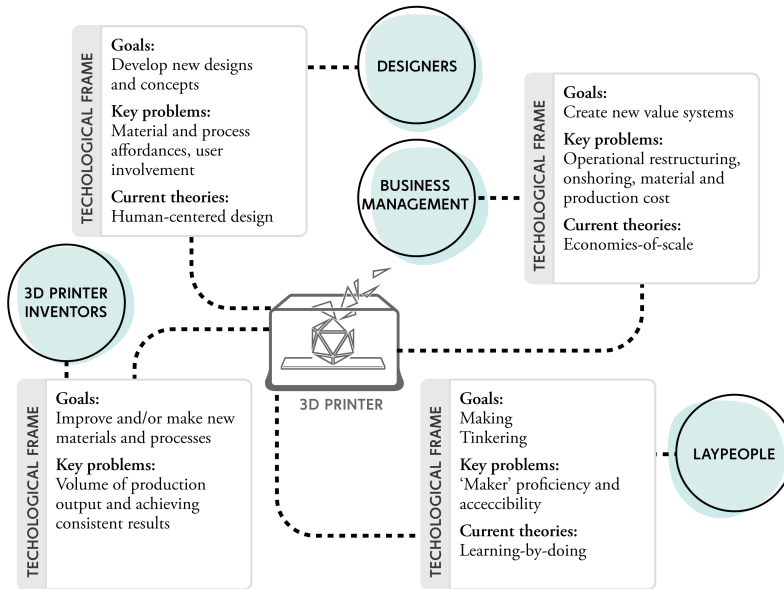 TECHOLOGICAL FRAME
Goals:
Develop new designs
and concepts
Key problems:
Material and process
affordances, user
involvement
Current theories:
Human-centered design
DESIGNERS
BUSINESS
MANAGEMENT
TECHOLOGICAL FRAME
Goals:
Create new value systems
Key problems:
Operational restructuring,
onshoring, material and
production cost
Current theories:
Economies-of-scale
3D PRINTER
INVENTORS
3D PRINTER
TECHOLOGICAL FRAME
Goals:
Improve and/or make new
materials and processes
Key problems:
Volume of production
output and achieving
consistent results
TECHOLOGICAL FRAME
Goals:
Making
Tinkering
Key problems:
‘Maker’ proficiency and
acceccibility
Current theories:
Learning-by-doing
LAYPEOPLE